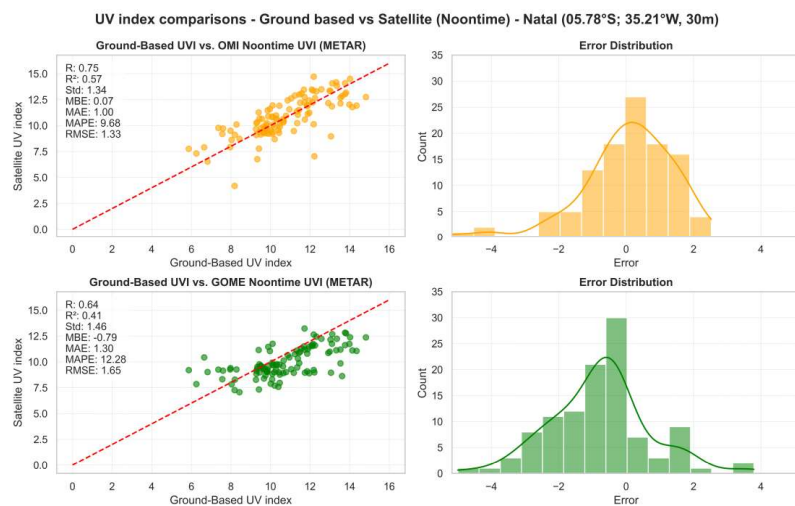 UV index comparisons - Ground based vs Satellite (Noontime) - Natal (05.78°S; 35.21°W, 30m)
Ground-Based UVI vs. OMI Noontime UVI (METAR)
R: 0.75
R²: 0.57
Std: 1.34
MBE: 0.07
MAE: 1.00
MAPE: 9.68
RMSE: 1.33
Satellite UV index
15.0
12.5
10.0
7.5
5.0
2.5
0.0
0 2 4 6 8 10 12 14 16
Ground-Based UV index
Error Distribution
Count
35
30
25
20
15
10
5
0
−4 −2 0 2 4
Error
Ground-Based UVI vs. GOME Noontime UVI (METAR)
R: 0.64
R²: 0.41
Std: 1.46
MBE: -0.79
MAE: 1.30
MAPE: 12.28
RMSE: 1.65
Satellite UV index
15.0
12.5
10.0
7.5
5.0
2.5
0.0
0 2 4 6 8 10 12 14 16
Ground-Based UV index
Error Distribution
Count
35
30
25
20
15
10
5
0
−4 −2 0 2 4
Error